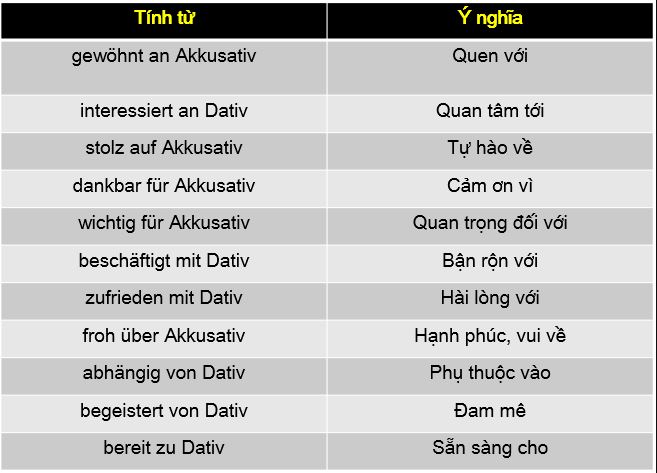 Tính từ Ý nghĩa
gewöhnt an Akkusativ Quen với
interessiert an Dativ Quan tâm tới
stolz auf Akkusativ Tự hào về
dankbar für Akkusativ Cảm ơn vì
wichtig für Akkusativ Quan trọng đối với
beschäftigt mit Dativ Bận rộn với
zufrieden mit Dativ Hài lòng với
froh über Akkusativ Hạnh phúc, vui về
abhängig von Dativ Phụ thuộc vào
begeistert von Dativ Đam mê
bereit zu Dativ Sẵn sàng cho